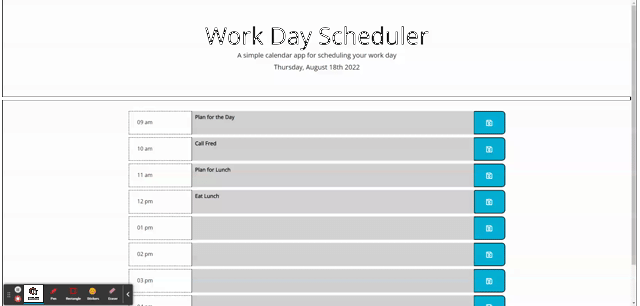 Work Day Scheduler
A simple calendar app for scheduling your work day
Thursday, August 18th 2022
09 am Plan for the Day
10 am Call Fred
11 am Plan for Lunch
12 pm Eat Lunch
01 pm
02 pm
03 pm
Pen Rectangle Stickers Eraser